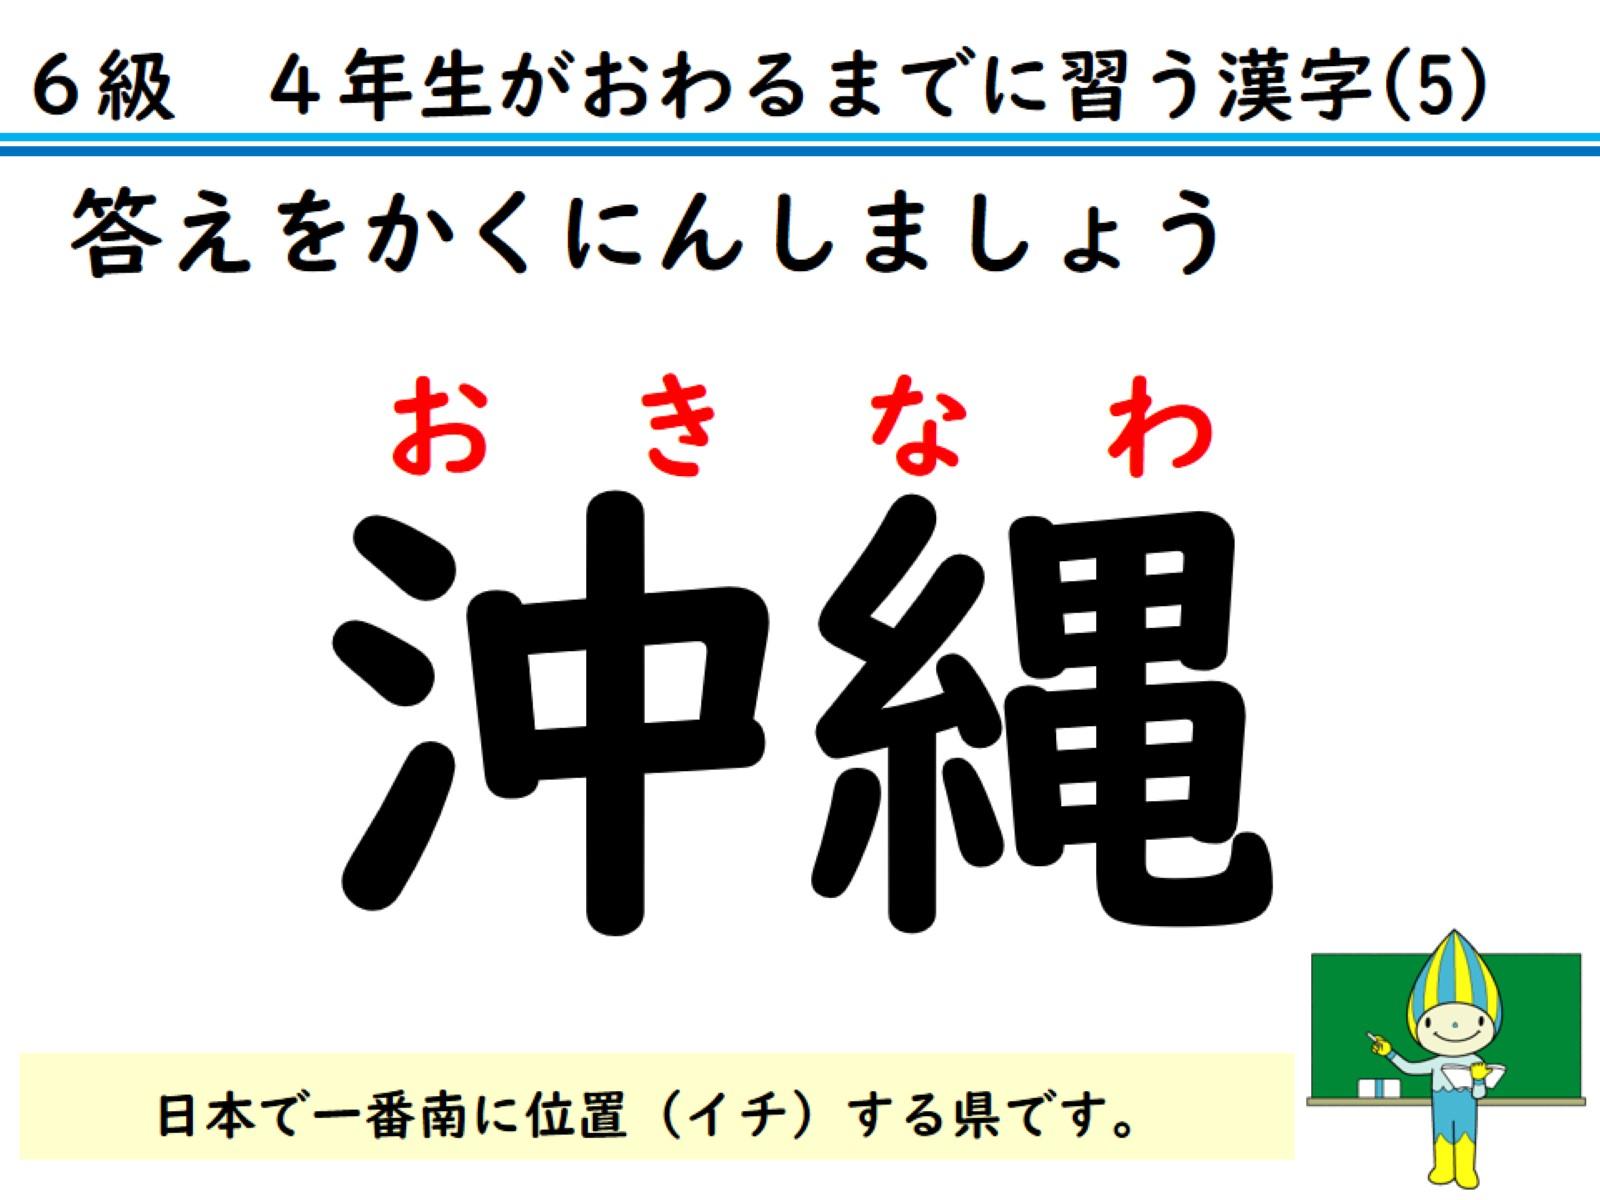 ６級　４年生がおわるまでに習う漢字(5)
答えをかくにんしましょう
おきなわ
沖縄
日本で一番南に位置（イチ）する県です。